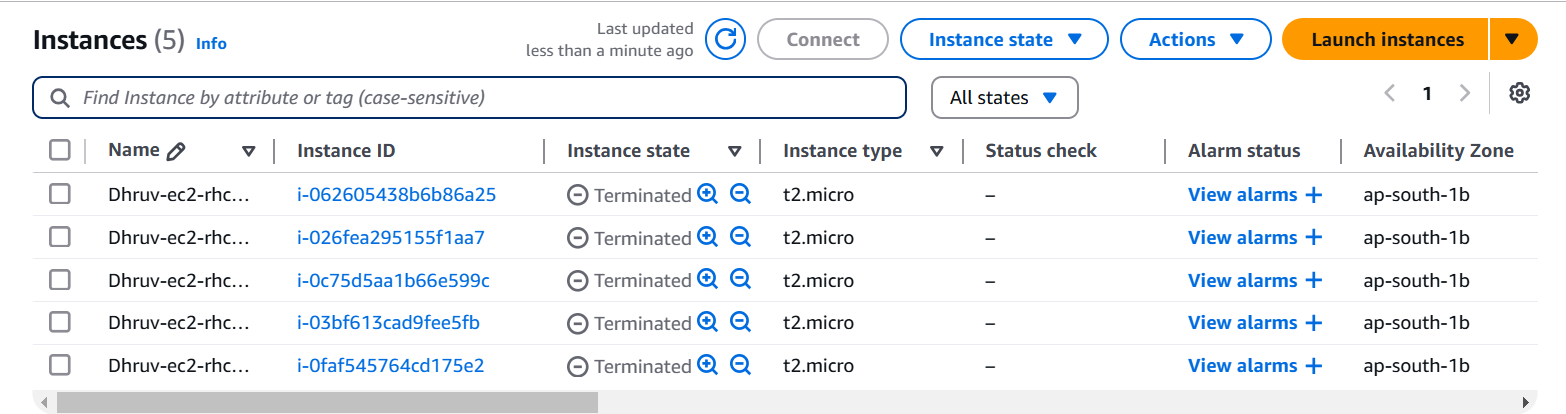 Instances (5) Info
Last updated
less than a minute ago
Connect
Instance state
Actions
Launch instances
Find Instance by attribute or tag (case-sensitive)
All states
1
Name Instance ID Instance state Instance type Status check Alarm status Availability Zone
Dhruv-ec2-rhc... i-062605438b6b86a25 Terminated t2.micro – View alarms + ap-south-1b
Dhruv-ec2-rhc... i-026fea295155f1aa7 Terminated t2.micro – View alarms + ap-south-1b
Dhruv-ec2-rhc... i-0c75d5aa1b66e599c Terminated t2.micro – View alarms + ap-south-1b
Dhruv-ec2-rhc... i-03bf613cad9fee5fb Terminated t2.micro – View alarms + ap-south-1b
Dhruv-ec2-rhc... i-0faf545764cd175e2 Terminated t2.micro – View alarms + ap-south-1b